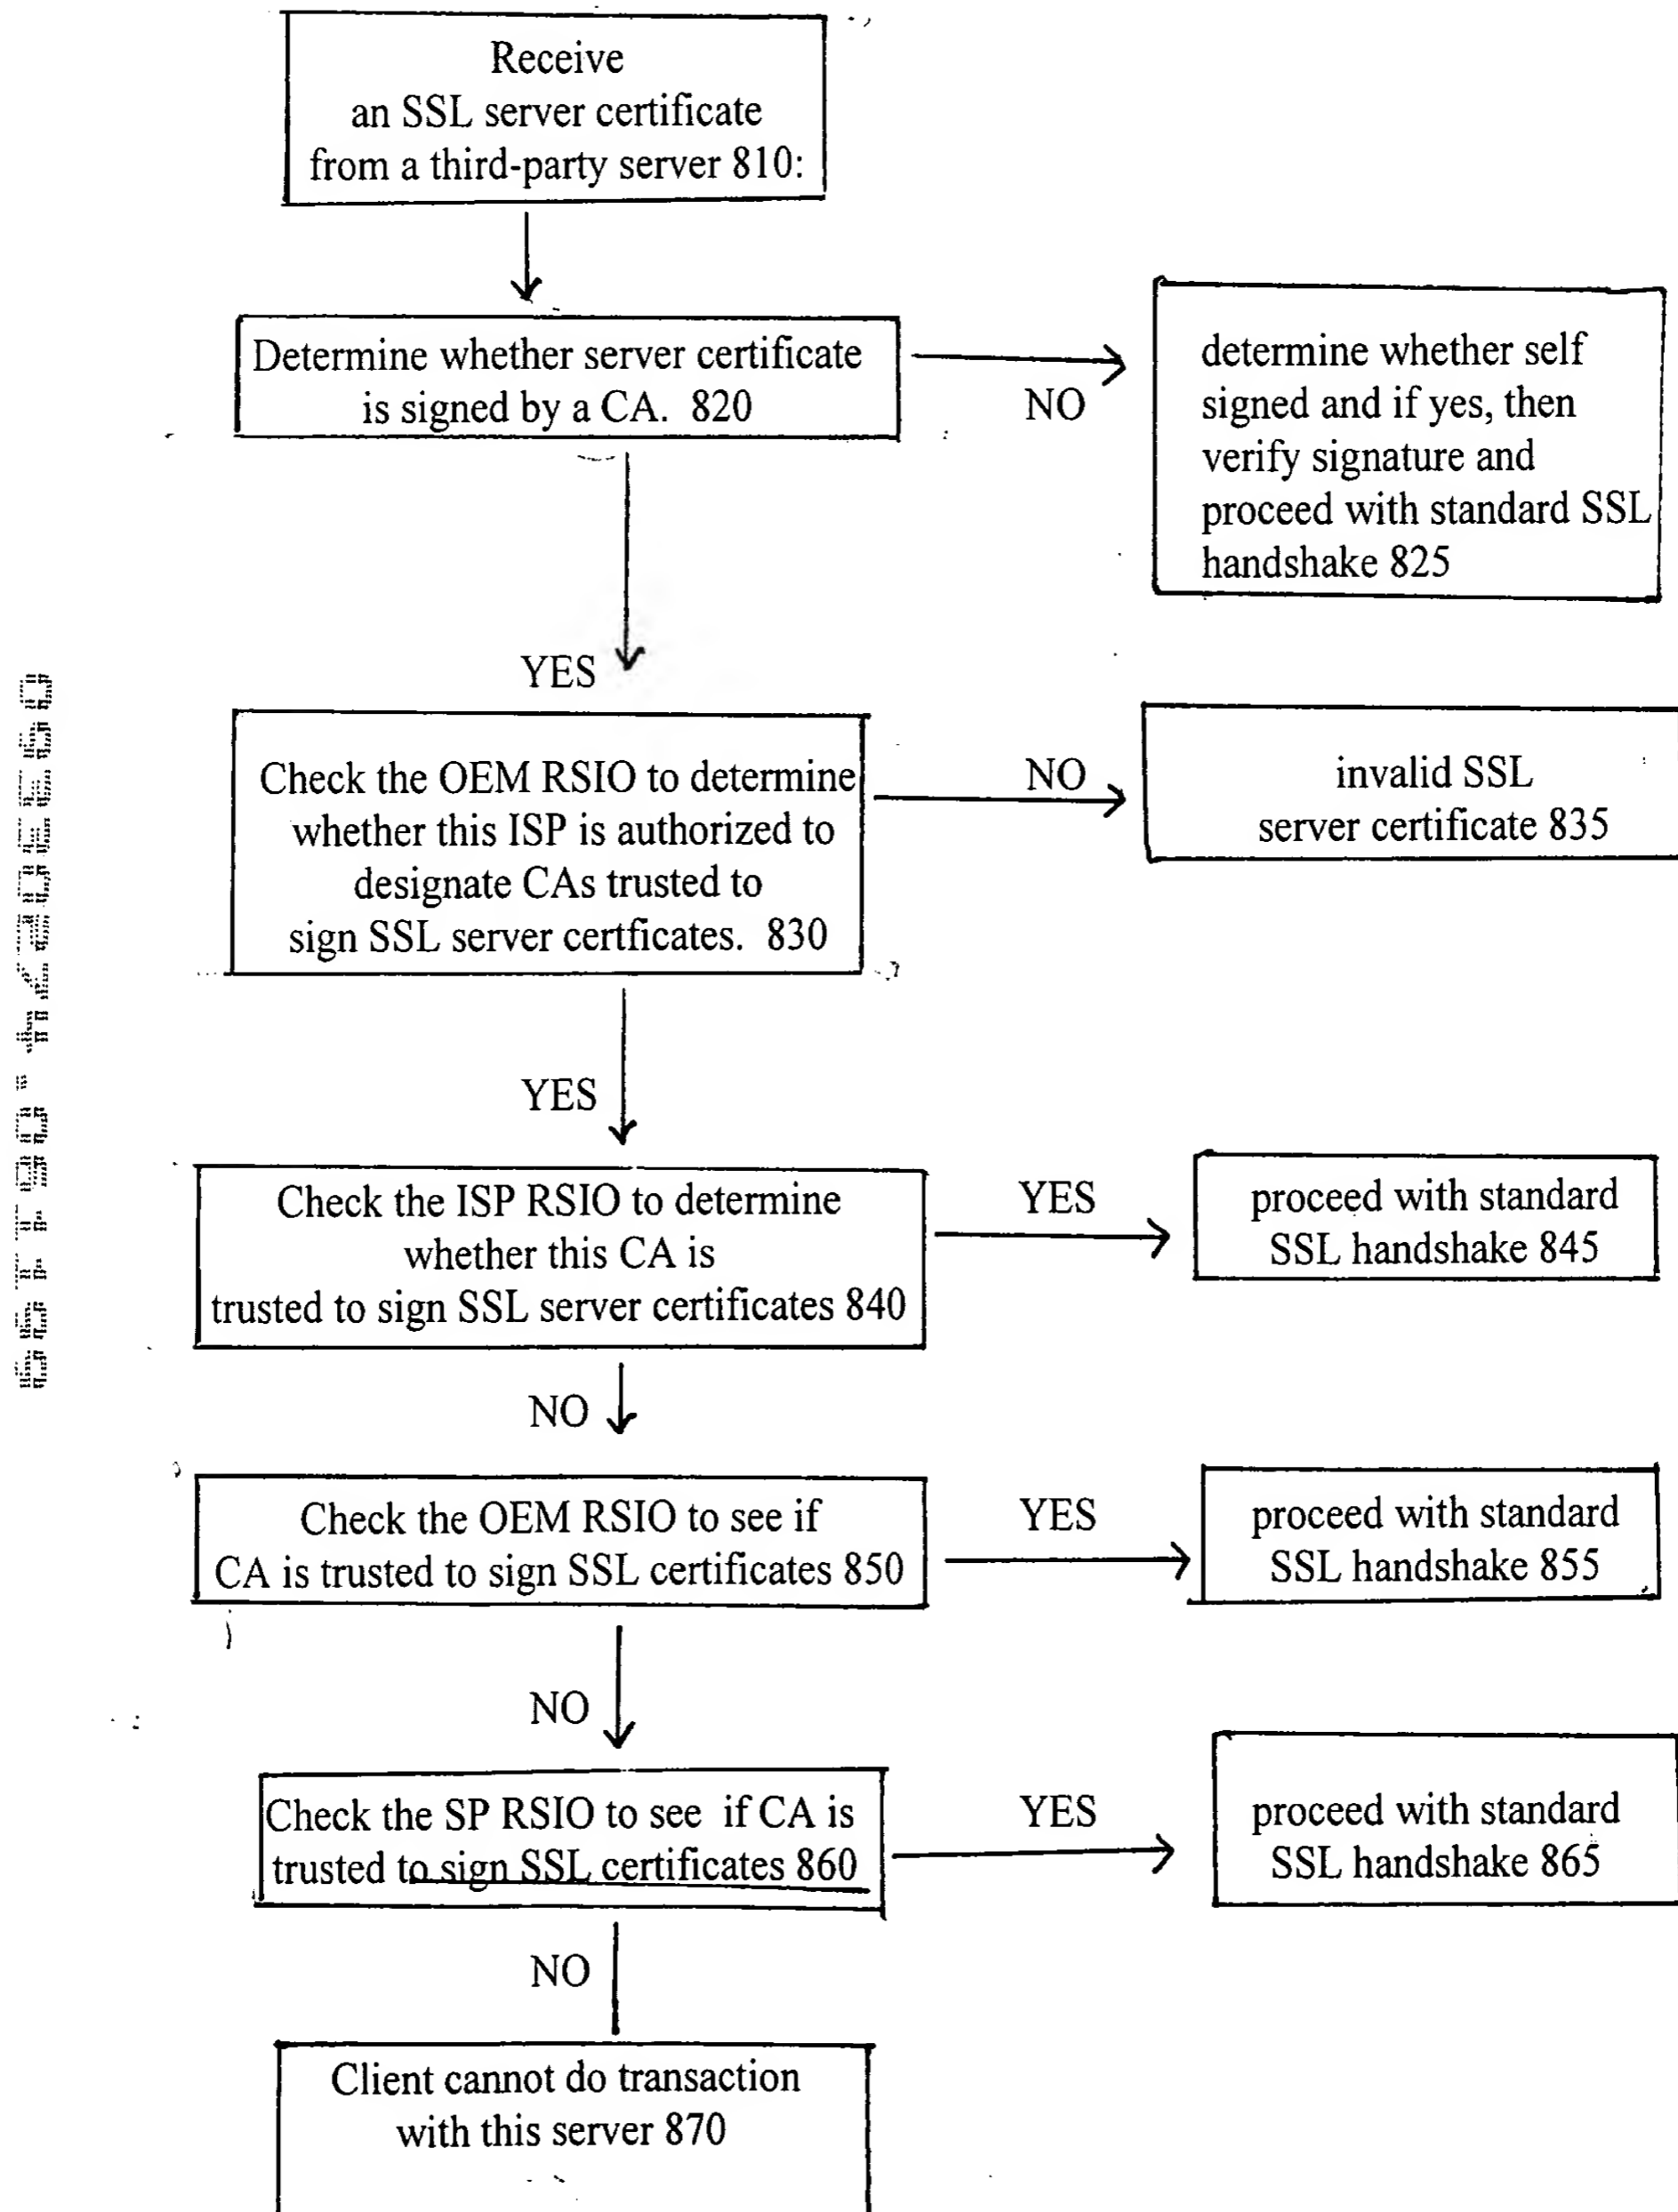 Receive
an SSL server certificate
from a third-party server 810:
Determine whether server certificate
is signed by a CA.  820
NO
determine whether self
signed and if yes, then
verify signature and
proceed with standard SSL
handshake 825
YES
Check the OEM RSIO to determine
whether this ISP is authorized to
designate CAs trusted to
sign SSL server certficates.  830
NO
invalid SSL
server certificate 835
YES
Check the ISP RSIO to determine
whether this CA is
trusted to sign SSL server certificates 840
YES
proceed with standard
SSL handshake 845
NO
Check the OEM RSIO to see if
CA is trusted to sign SSL certificates 850
YES
proceed with standard
SSL handshake 855
NO
Check the SP RSIO to see  if CA is
trusted to sign SSL certificates 860
YES
proceed with standard
SSL handshake 865
NO
Client cannot do transaction
with this server 870